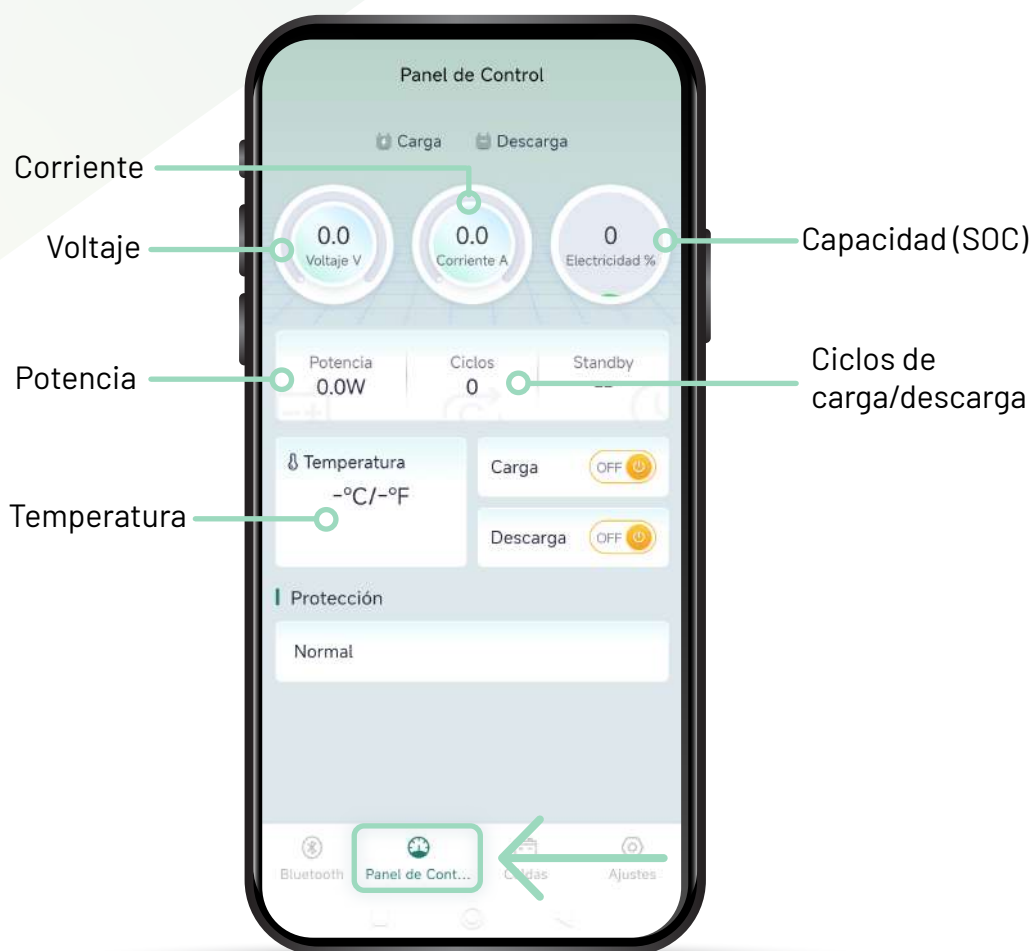 Panel de Control
Carga Descarga
Corriente
Voltaje
0.0
Voltaje V
0.0
Corriente A
0
Electricidad %
Capacidad (SOC)
Potencia
Potencia
0.0W
Ciclos
0
Standby
--
Ciclos de
carga/descarga
Temperatura
-°C/-°F
Temperatura
Carga
OFF
Descarga
OFF
Protección
Normal
Bluetooth
Panel de Cont...
Ajustes